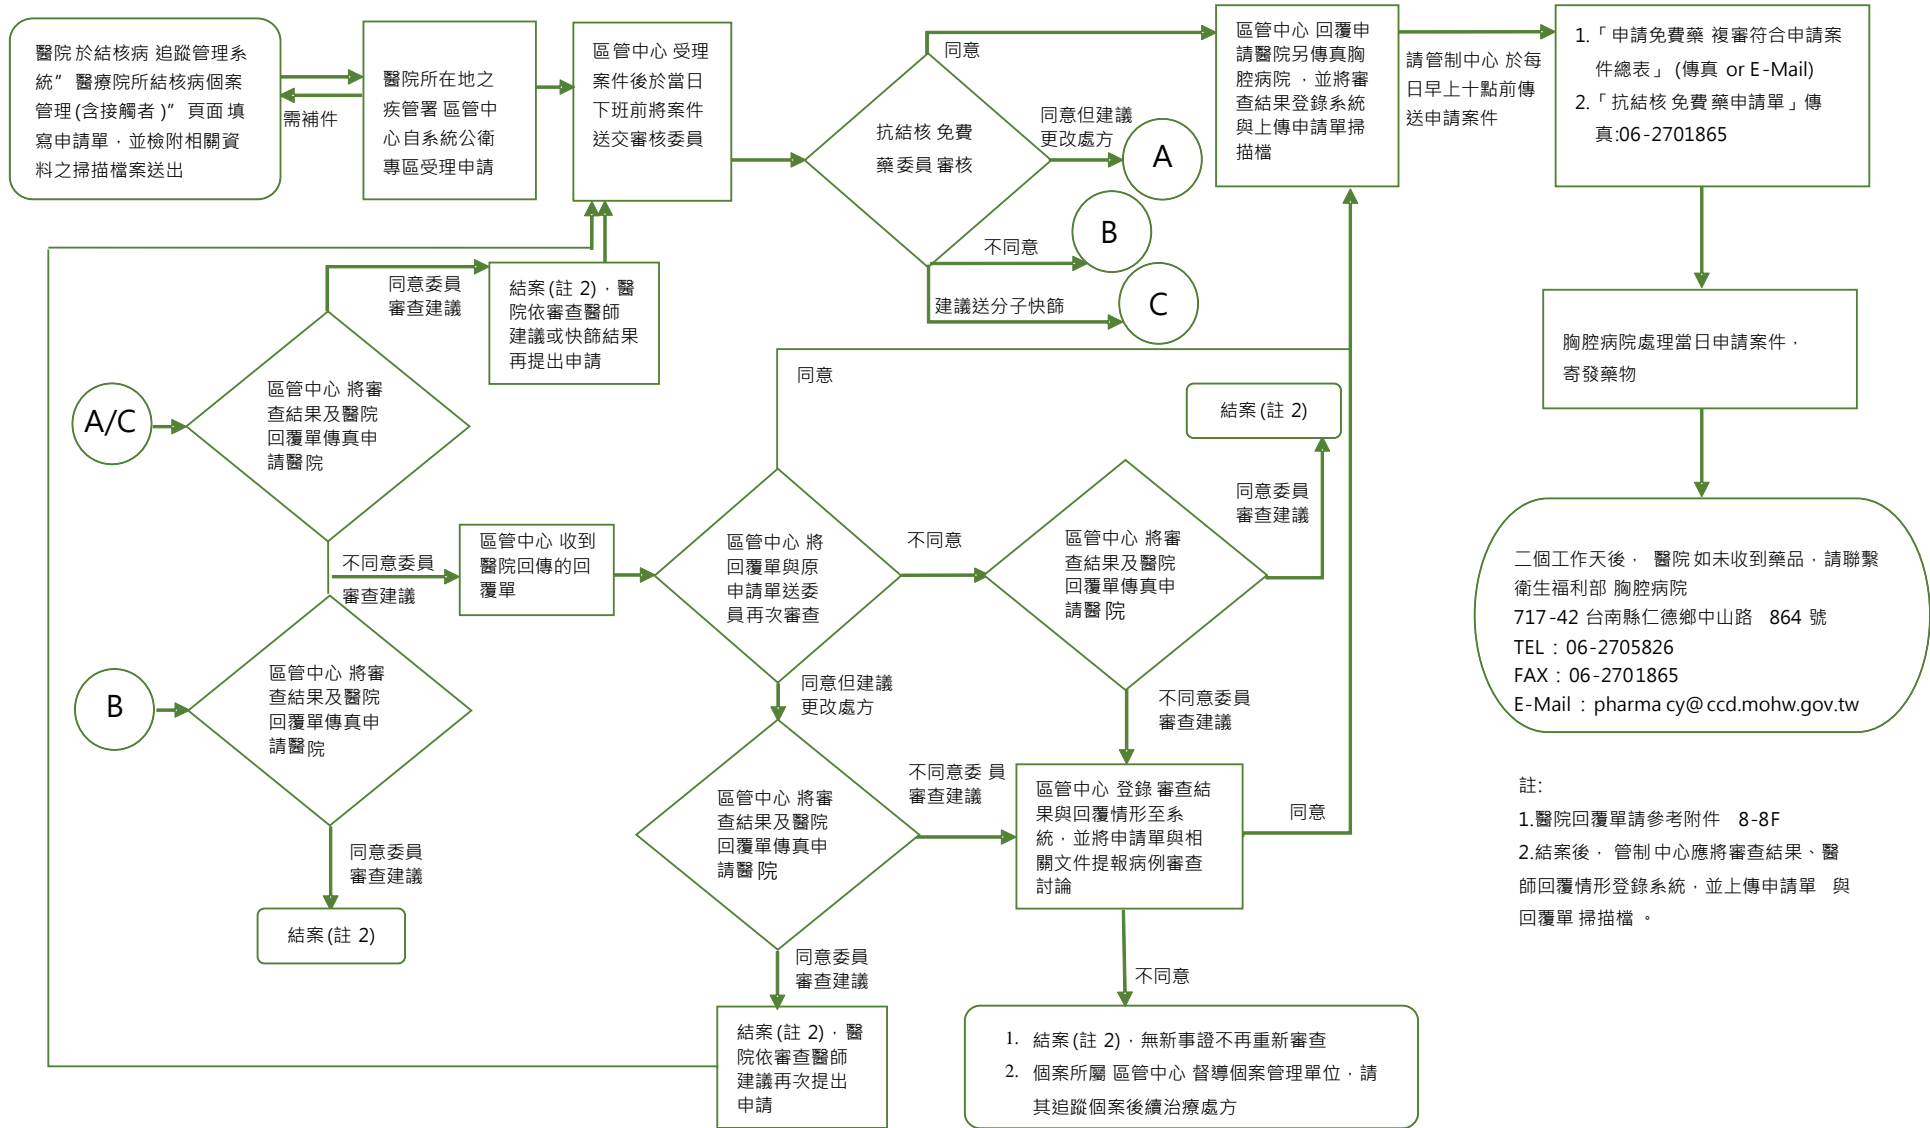 醫院於結核病 追蹤管理系
統”醫療院所結核病個案
管理(含接觸者)”頁面填
寫申請單，並檢附相關資
料之掃描檔案送出
需補件
醫院所在地之
疾管署 區管中
心自系統公衛
專區受理申請
區管中心 受理
案件後於當日
下班前將案件
送交審核委員
抗結核 免費
藥委員 審核
同意
同意但建議
更改處方
A
不同意
B
建議送分子快篩
C
區管中心 回覆申
請醫院另傳真胸
腔病院，並將審
查結果登錄系統
與上傳申請單掃
描檔
請管制中心 於每
日早上十點前傳
送申請案件
1.「申請免費藥 複審符合申請案
件總表」(傳真 or E-Mail)
2.「抗結核 免費 藥申請單」傳
真:06-2701865
胸腔病院處理當日申請案件，
寄發藥物
二個工作天後， 醫院 如未收到藥品，請聯繫
衛生福利部 胸腔病院
717-42 台南縣仁德鄉中山路 864 號
TEL：06-2705826
FAX：06-2701865
E-Mail：pharma cy@ccd.mohw.gov.tw
註:
1.醫院回覆單請參考附件 8-8F
2.結案後， 管制 中心應將審查結果、醫
師回覆情形登錄系統，並上傳申請單 與
回覆單 掃描檔 。
A/C
區管中心 將審
查結果及醫院
回覆單傳真申
請醫院
同意委員
審查建議
結案(註 2)，醫
院依審查醫師
建議或快篩結果
再提出申請
不同意委員
審查建議
B
區管中心 將審
查結果及醫院
回覆單傳真申
請醫院
同意委員
審查建議
結案(註 2)
區管中心 收到
醫院回傳的回
覆單
區管中心 將
回覆單與原
申請單送委
員再次審查
同意
不同意
區管中心 將審
查結果及醫院
回覆單傳真申
請醫院
同意委員
審查建議
結案(註 2)
不同意委員
審查建議
同意但建議
更改處方
區管中心 將審
查結果及醫院
回覆單傳真申
請醫院
不同意委 員
審查建議
同意委員
審查建議
結案(註 2)，醫
院依審查醫師
建議再次提出
申請
區管中心 登錄 審查結
果與回覆情形至系
統，並將申請單與相
關文件提報病例審查
討論
同意
不同意
1. 結案(註 2)，無新事證不再重新審查
2. 個案所屬 區管中心 督導個案管理單位，請
其追蹤個案後續治療處方